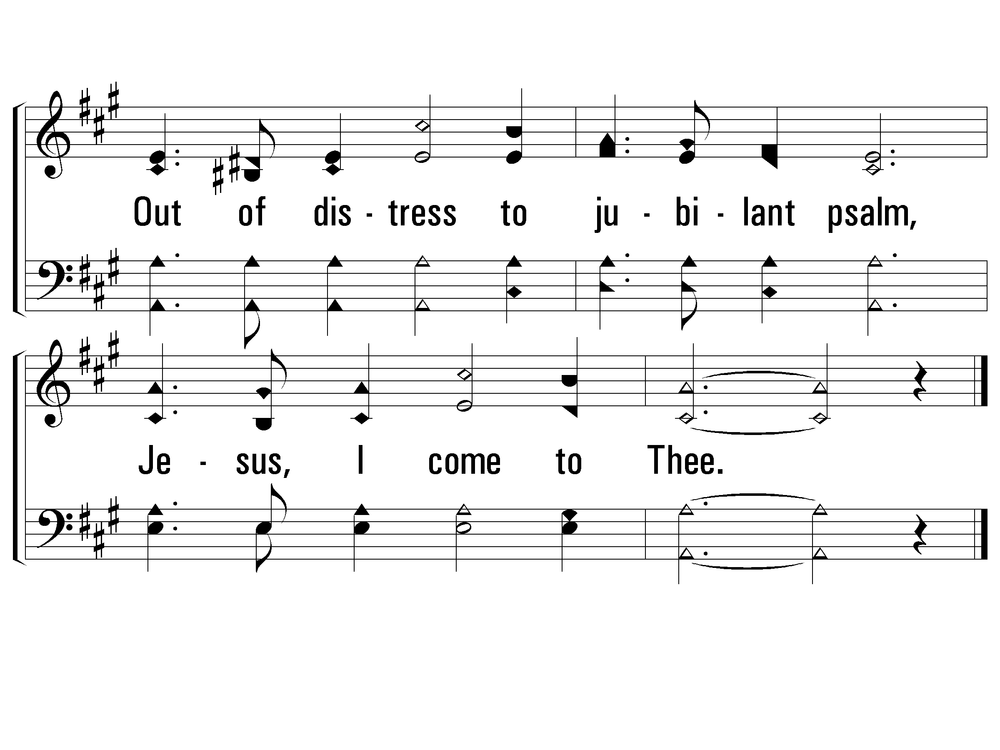 Out of dis - tress to ju - bi - lant psalm,
Je - sus, I come to Thee.